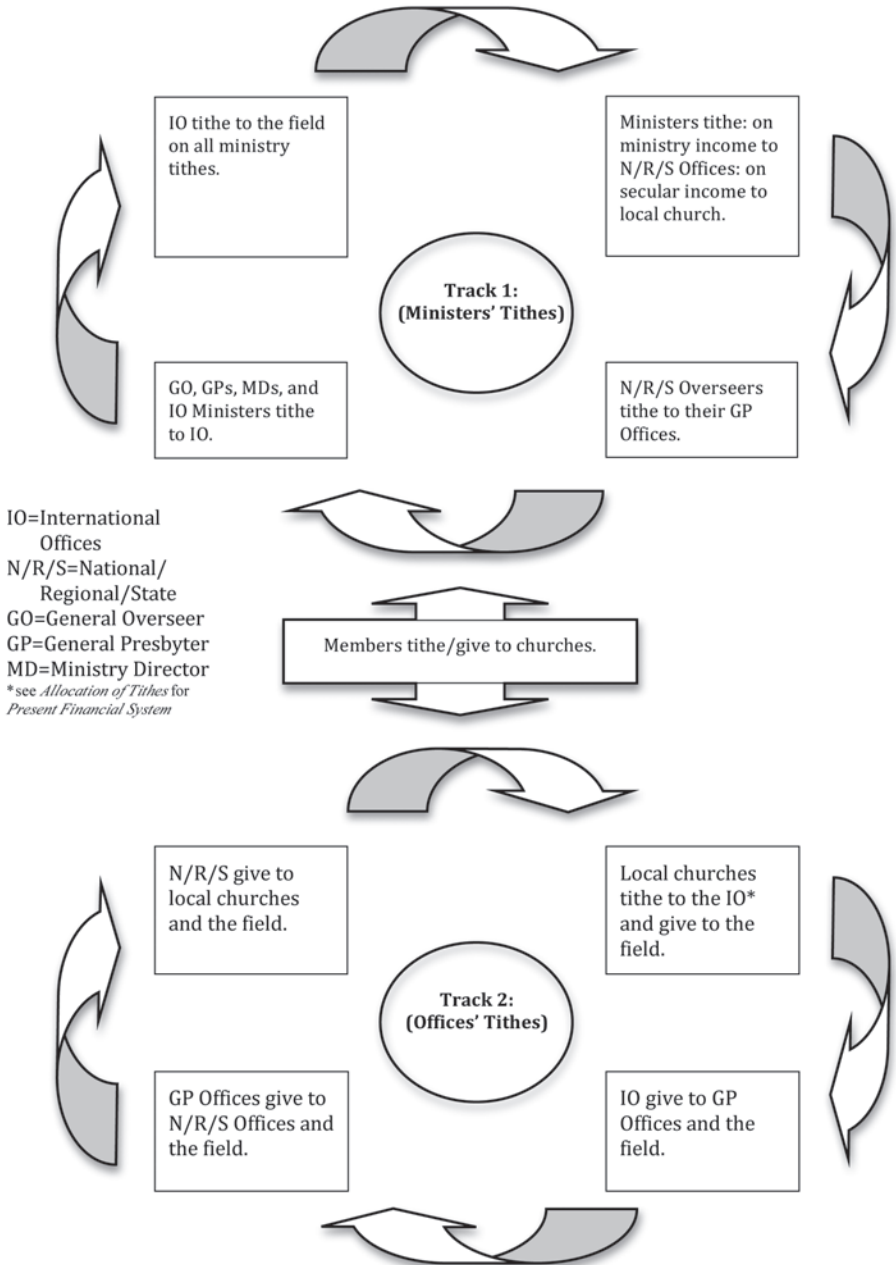 IO tithe to the field
on all ministry
tithes.
Ministers tithe: on
ministry income to
N/R/S Offices: on
secular income to
local church.
Track 1:
(Ministers' Tithes)
GO, GPs, MDs, and
IO Ministers tithe
to IO.
N/R/S Overseers
tithe to their GP
Offices.
IO=International
Offices
N/R/S=National/
Regional/State
GO=General Overseer
GP=General Presbyter
MD=Ministry Director
*see Allocation of Tithes for
Present Financial System
Members tithe/give to churches.
N/R/S give to
local churches
and the field.
Local churches
tithe to the IO*
and give to the
field.
Track 2:
(Offices' Tithes)
GP Offices give to
N/R/S Offices and
the field.
IO give to GP
Offices and the
field.